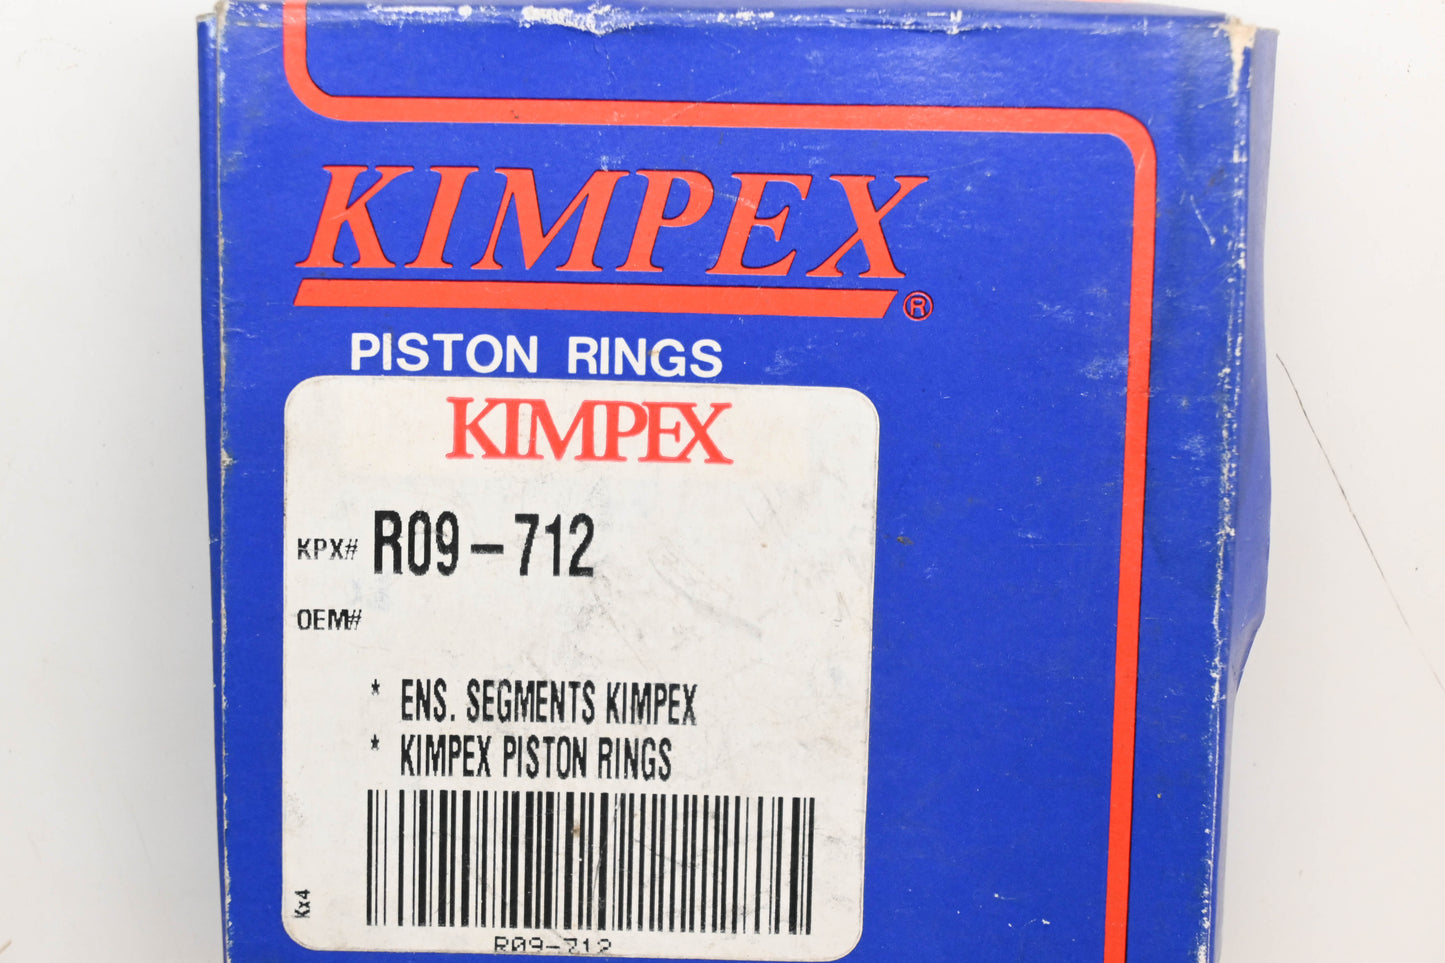 KIMPEX®
PISTON RINGS
KIMPEX
KPX# R09-712
OEM#
* ENS. SEGMENTS KIMPEX
* KIMPEX PISTON RINGS
Kx4
R09-712